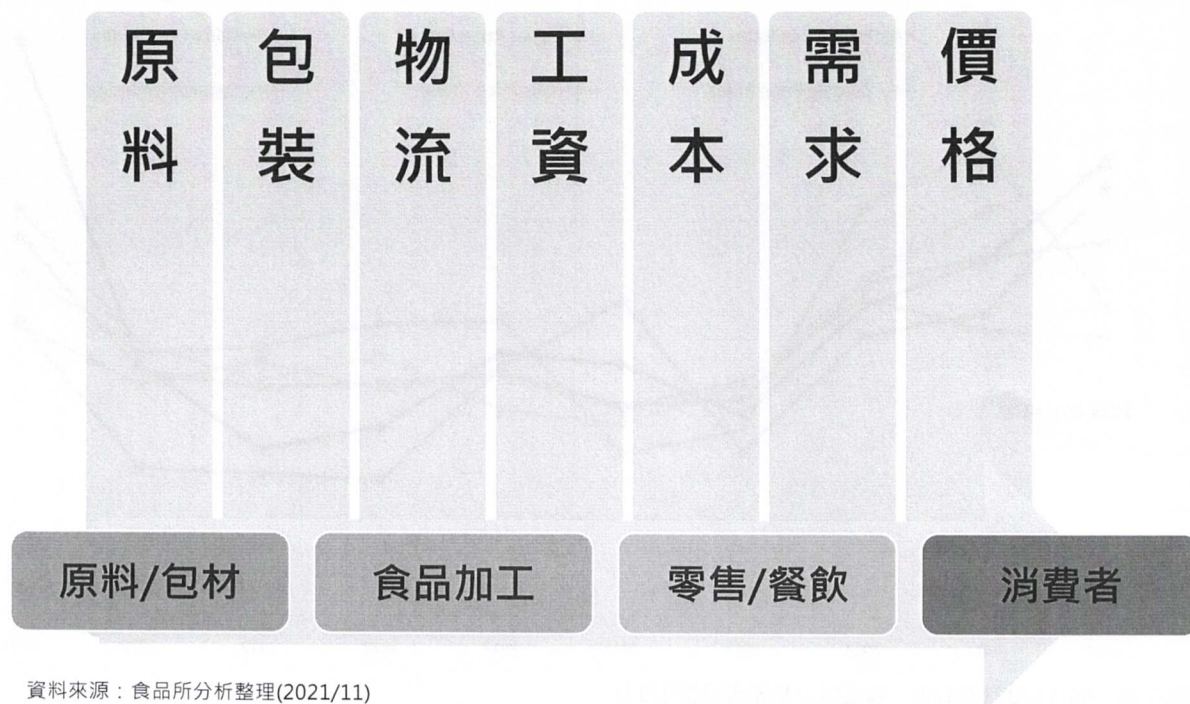 原料
包裝
物流
工資
成本
需求
價格
原料/包材
食品加工
零售/餐飲
消費者
資料來源：食品所分析整理(2021/11)